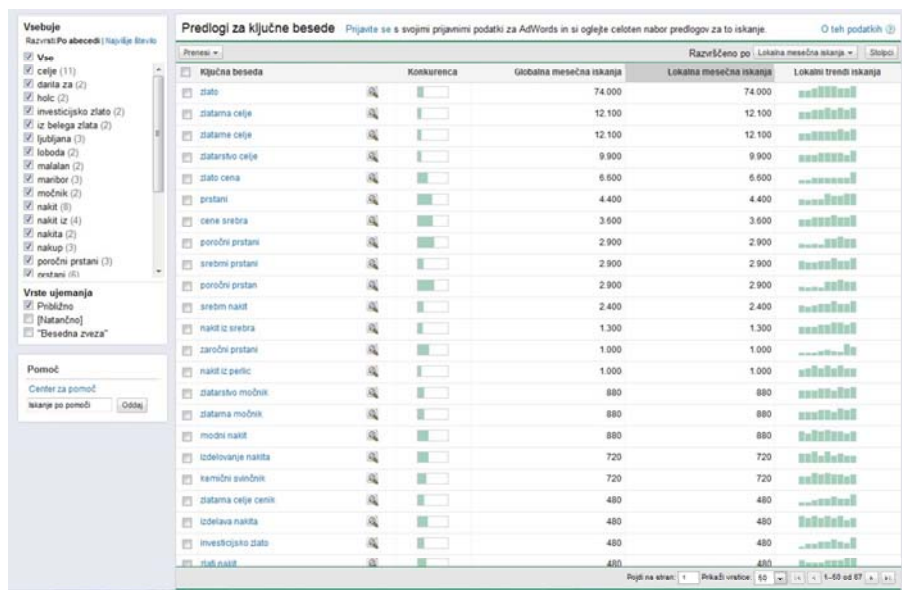 Vsebuje
Razvrsti: Po abecedi | Najvišje število
Vse
celje (11)
darila za (2)
holc (2)
investicijsko zlato (2)
iz belega zlata (2)
ljubljana (3)
loboda (2)
malalan (2)
maribor (3)
močnik (2)
nakit (8)
nakit iz (4)
nakita (2)
nakup (3)
poročni prstani (3)
prstani (6)
Vrste ujemanja
Približno
[Natančno]
"Besedna zveza"
Pomoč
Center za pomoč
Iskanje po pomoči Oddaj
Predlogi za ključne besede Prijavite se s svojimi prijavnimi podatki za AdWords in si oglejte celoten nabor predlogov za to iskanje. O teh podatkih
Prenesi Razvrščeno po Lokalna mesečna iskanja Stolpci
Ključna beseda Konkurenca Globalna mesečna iskanja Lokalna mesečna iskanja Lokalni trendi iskanja
zlato 74.000 74.000
zlatarna celje 12.100 12.100
zlatarne celje 12.100 12.100
zlatarstvo celje 9.900 9.900
zlato cena 6.600 6.600
prstani 4.400 4.400
cene srebra 3.600 3.600
poročni prstani 2.900 2.900
srebrni prstani 2.900 2.900
poročni prstan 2.900 2.900
srebrn nakit 2.400 2.400
nakit iz srebra 1.300 1.300
zaročni prstani 1.000 1.000
nakit iz perlic 1.000 1.000
zlatarstvo močnik 880 880
zlatarna močnik 880 880
modni nakit 880 880
izdelovanje nakita 720 720
kemični svinčnik 720 720
zlatarna celje cenik 480 480
izdelava nakita 480 480
investicijsko zlato 480 480
zlati nakit 480 480
Pojdi na stran: 1 Prikaži vrstice: 50 1-50 od 67